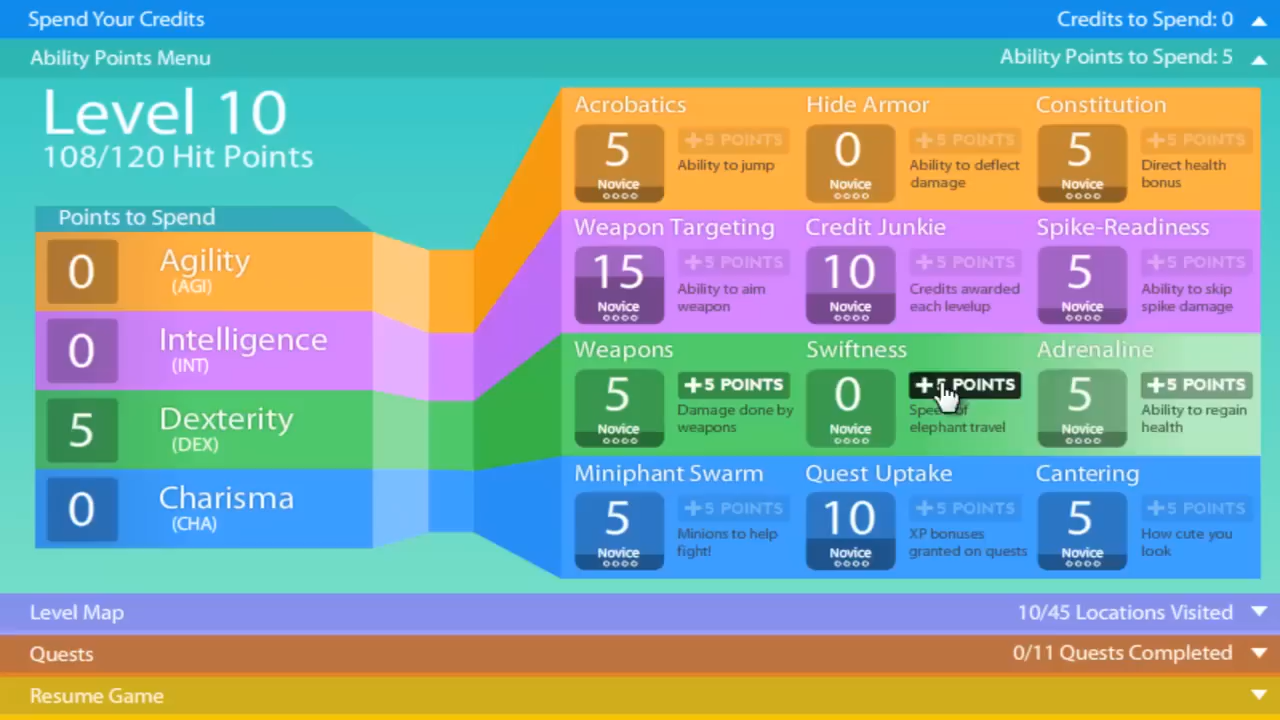 Spend Your Credits
Credits to Spend: 0
Ability Points Menu
Ability Points to Spend: 5
Level 10
108/120 Hit Points
Points to Spend
0 Agility
(AGI)
0 Intelligence
(INT)
5 Dexterity
(DEX)
0 Charisma
(CHA)
Acrobatics
5
Novice
+5 POINTS
Ability to jump
Hide Armor
0
Novice
+5 POINTS
Ability to deflect
damage
Constitution
5
Novice
+5 POINTS
Direct health
bonus
Weapon Targeting
15
Novice
+5 POINTS
Ability to aim
weapon
Credit Junkie
10
Novice
+5 POINTS
Credits awarded
each levelup
Spike-Readiness
5
Novice
+5 POINTS
Ability to skip
spike damage
Weapons
5
Novice
+5 POINTS
Damage done by
weapons
Swiftness
0
Novice
+5 POINTS
Speed of
elephant travel
Adrenaline
5
Novice
+5 POINTS
Ability to regain
health
Miniphant Swarm
5
Novice
+5 POINTS
Minions to help
fight!
Quest Uptake
10
Novice
+5 POINTS
XP bonuses
granted on quests
Cantering
5
Novice
+5 POINTS
How cute you
look
Level Map
10/45 Locations Visited
Quests
0/11 Quests Completed
Resume Game